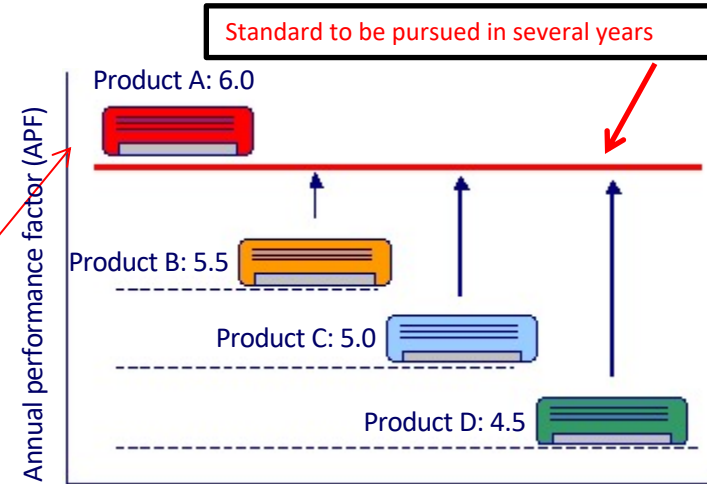 Standard to be pursued in several years
Product A: 6.0
Annual performance factor (APF)
Product B: 5.5
Product C: 5.0
Product D: 4.5